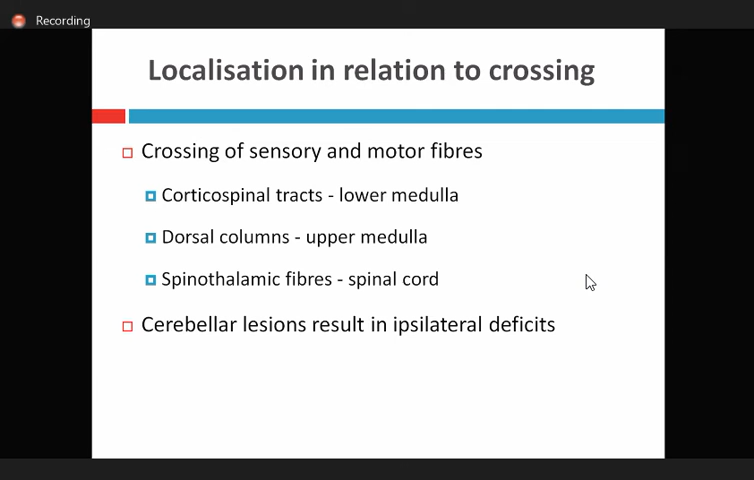 Recording
Localisation in relation to crossing
Crossing of sensory and motor fibres
Corticospinal tracts - lower medulla
Dorsal columns - upper medulla
Spinothalamic fibres - spinal cord
Cerebellar lesions result in ipsilateral deficits